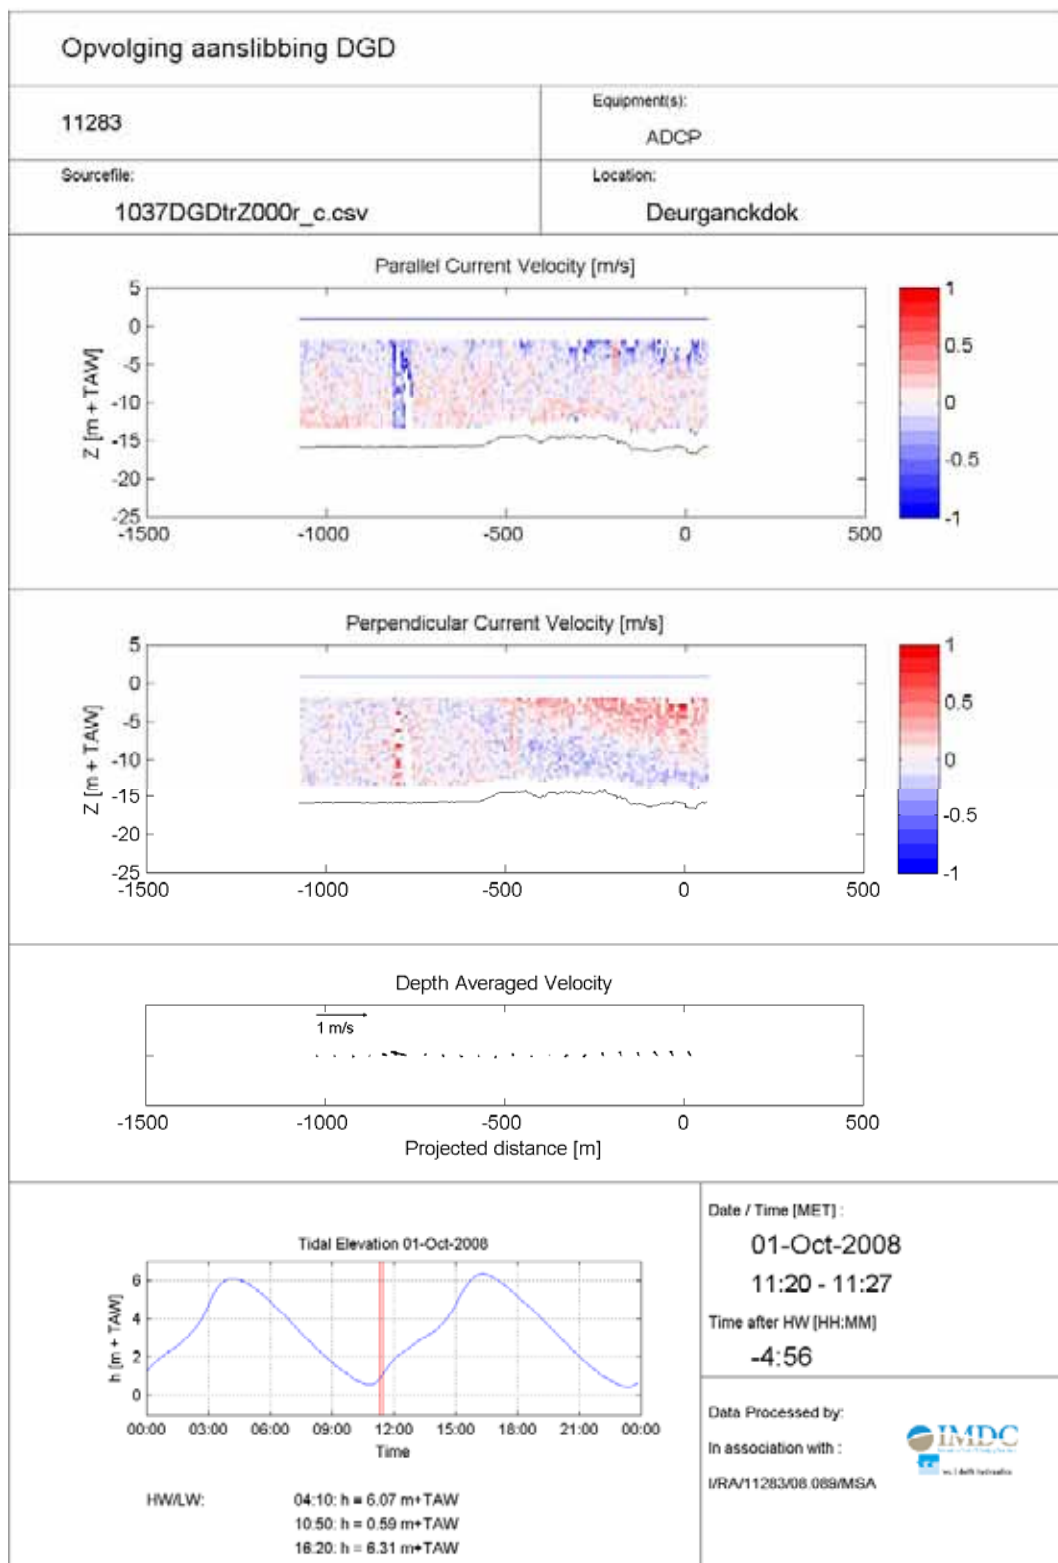 Opvolging aanslibbing DGD
11283
Equipment(s):
ADCP
Sourcefile:
1037DGDtrZ000r_c.csv
Location:
Deurganckdok
Parallel Current Velocity [m/s]
Z [m + TAW]
5
0
-5
-10
-15
-20
-25
-1500
-1000
-500
0
500
1
0.5
0
-0.5
-1
Perpendicular Current Velocity [m/s]
Z [m + TAW]
5
0
-5
-10
-15
-20
-25
-1500
-1000
-500
0
500
1
0.5
0
-0.5
-1
Depth Averaged Velocity
1 m/s
-1500
-1000
-500
0
500
Projected distance [m]
Tidal Elevation 01-Oct-2008
h [m + TAW]
6
4
2
0
00:00
03:00
06:00
09:00
12:00
15:00
18:00
21:00
00:00
Time
HW/LW:
04:10: h = 6.07 m+TAW
10:50: h = 0.59 m+TAW
16:20: h = 6.31 m+TAW
Date / Time [MET] :
01-Oct-2008
11:20 - 11:27
Time after HW [HH:MM]
-4:56
Data Processed by:
In association with :
I/RA/11283/08.089/MSA
IMDC
wl | delft hydraulics